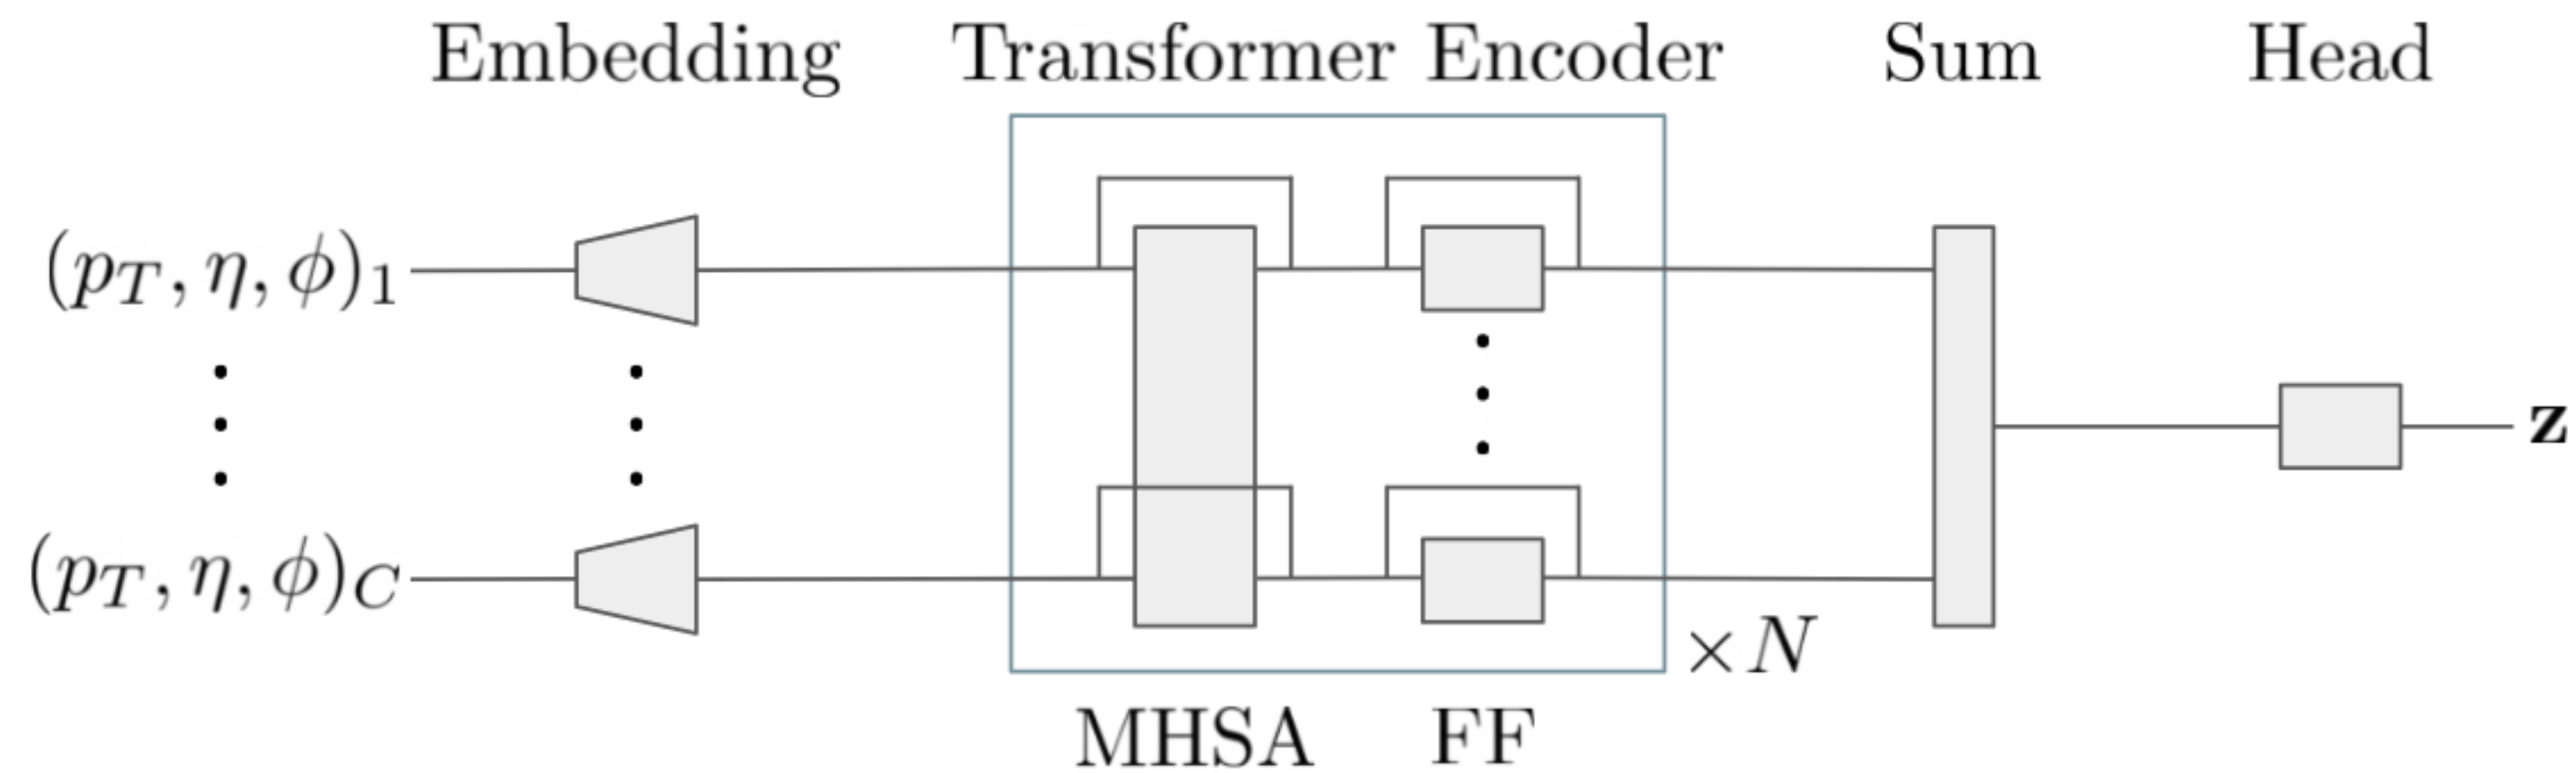 Embedding Transformer Encoder Sum Head
(p_T, η, ϕ)_1
z
(p_T, η, ϕ)_C
×N
MHSA FF